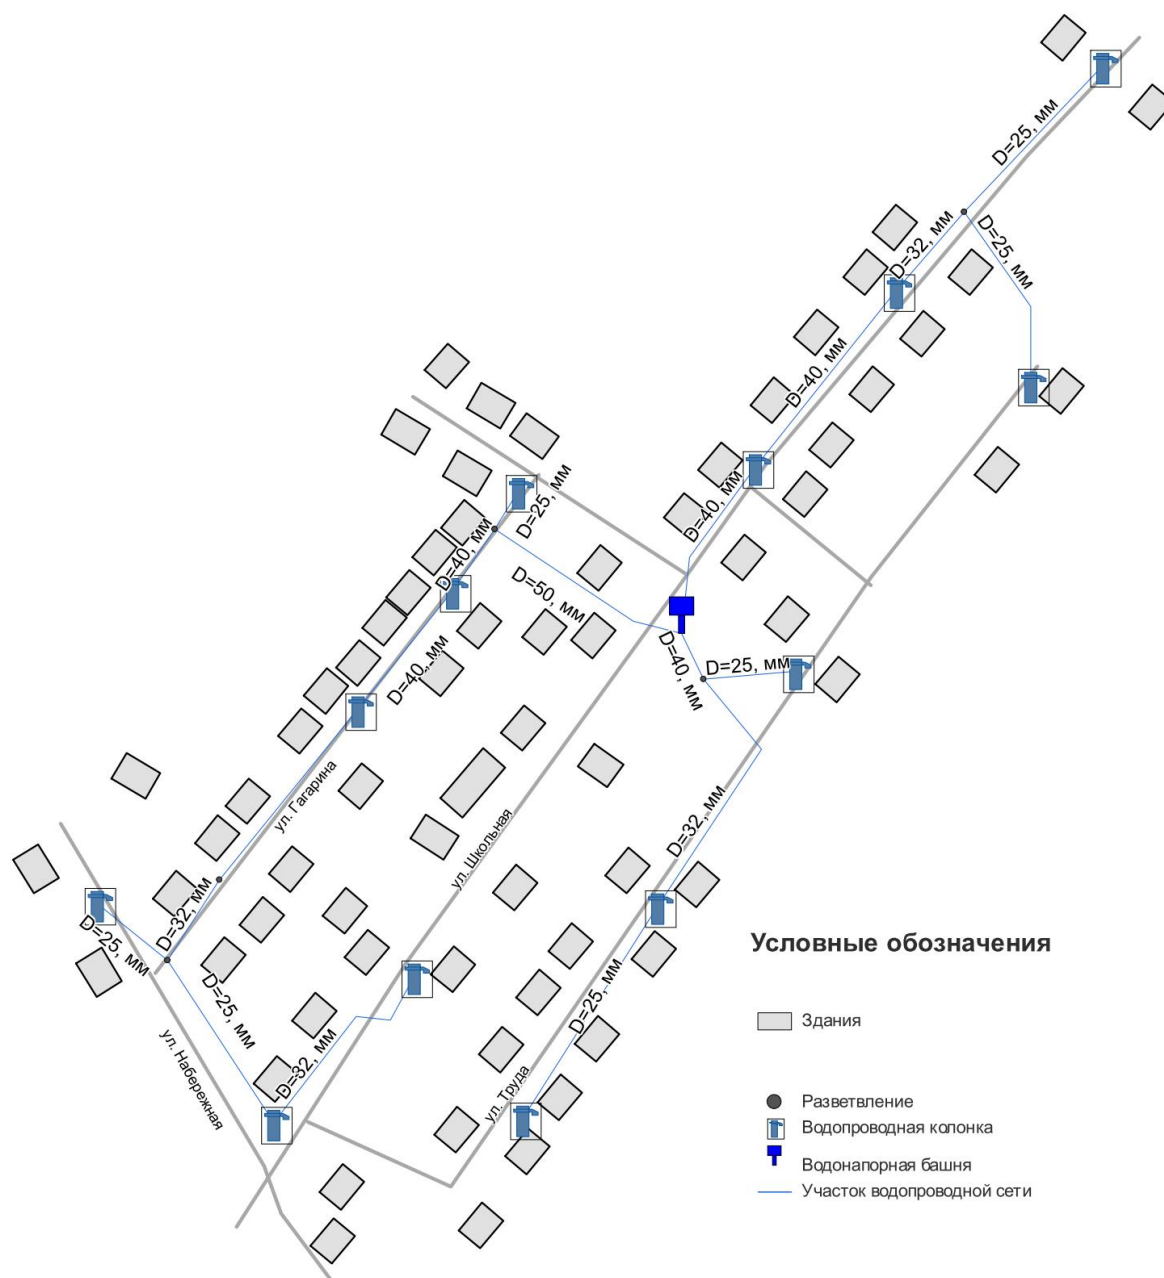 D=25, мм
D=32, мм
D=25, мм
D=40, мм
D=40, мм
D=25, мм
D=40, мм
D=50, мм
D=40, мм
D=40, мм
D=25, мм
ул. Гагарина
ул. Школьная
D=32, мм
D=32, мм
D=25, мм
D=25, мм
D=25, мм
D=32, мм
ул. Набережная
ул. Труда
Условные обозначения
Здания
Разветвление
Водопроводная колонка
Водонапорная башня
Участок водопроводной сети